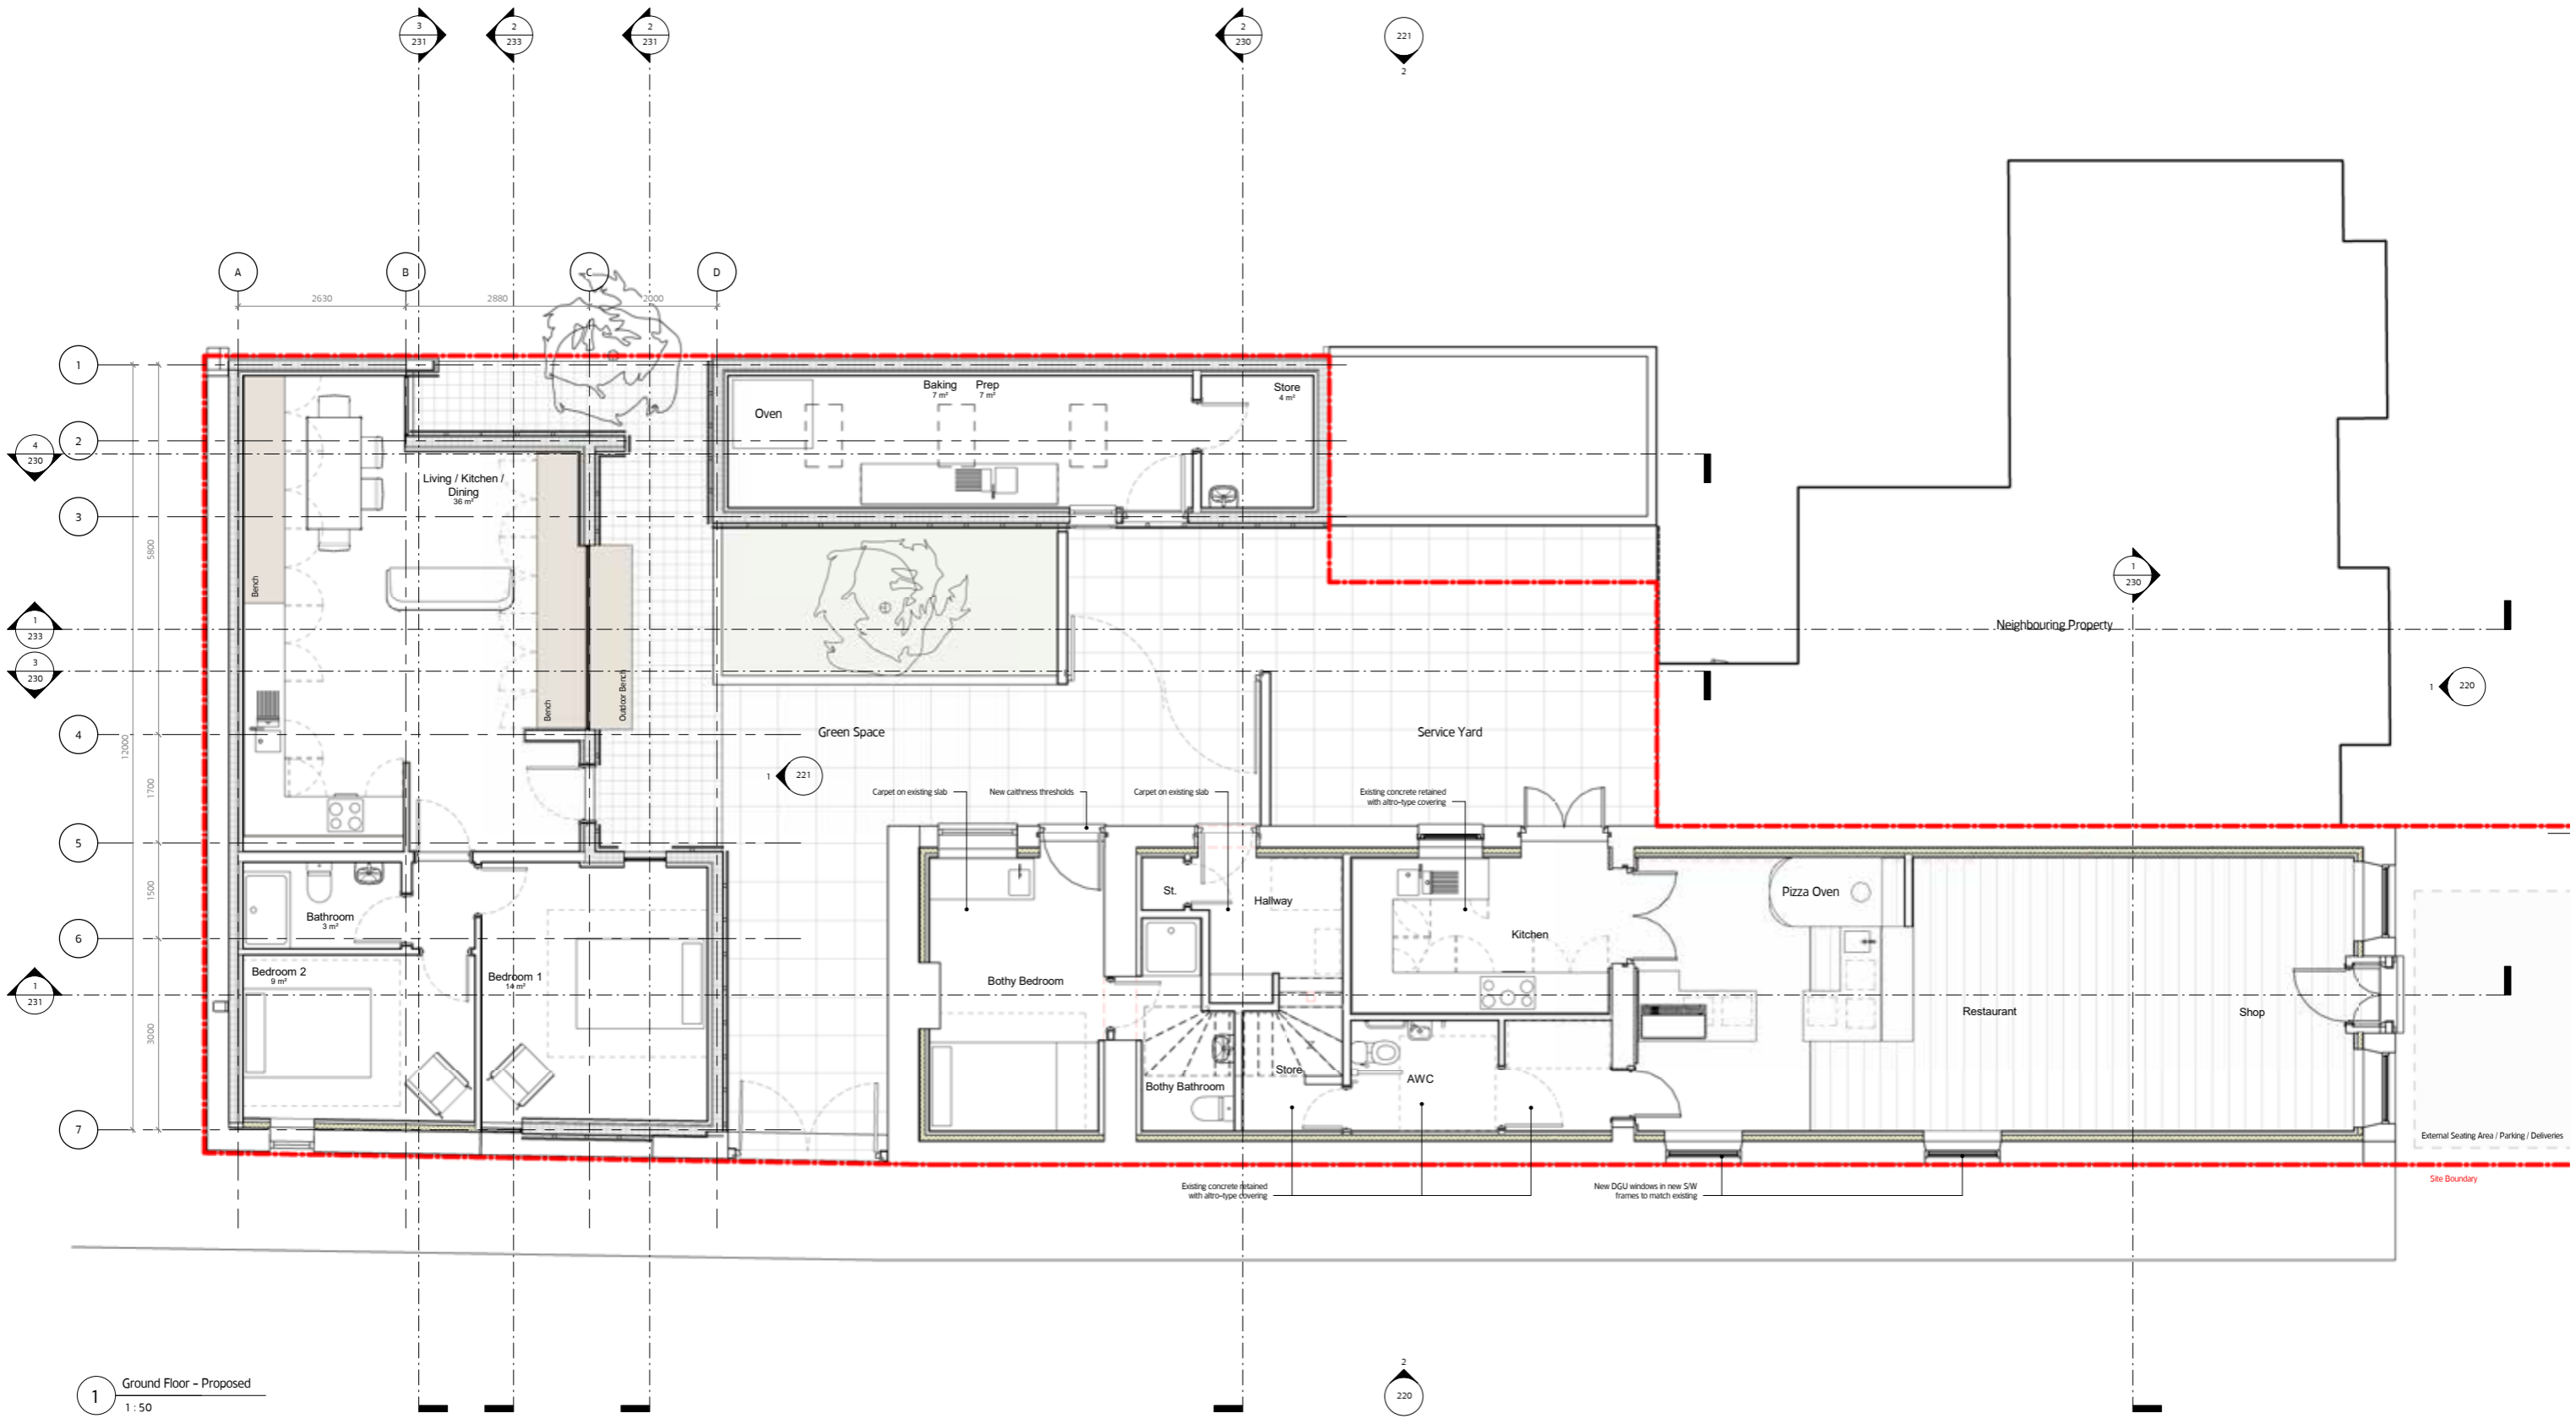 3
231
2
233
2
231
2
230
221
2
A
B
C
D
2630
2880
2000
1
2
3
4
5
6
7
4
230
1
233
3
230
1
231
5800
12000
1700
1500
3000
Baking
7 m²
Prep
7 m²
Store
4 m²
Oven
Living / Kitchen /
Dining
36 m²
Bench
Bench
Outdoor Bench
1
230
Neighbouring Property
1
220
Green Space
Service Yard
1
221
Carpet on existing slab
New caithness thresholds
Carpet on existing slab
Existing concrete retained
with altro-type covering
St.
Hallway
Pizza Oven
Bathroom
3 m²
Kitchen
Bedroom 2
9 m²
Bedroom 1
14 m²
Bothy Bedroom
Restaurant
Shop
Store
AWC
Bothy Bathroom
External Seating Area / Parking / Deliveries
Existing concrete retained
with altro-type covering
New DGU windows in new S/W
frames to match existing
Site Boundary
2
220
1
Ground Floor - Proposed
1 : 50